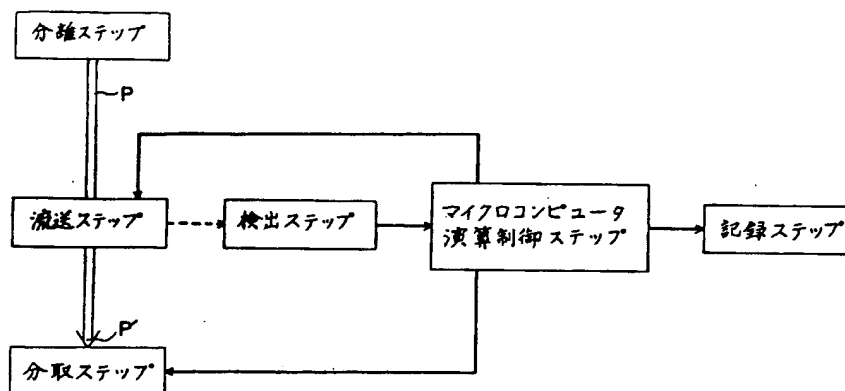 分離ステップ
P
流送ステップ
検出ステップ
マイクロコンピュータ
演算制御ステップ
記録ステップ
P'
分取ステップ